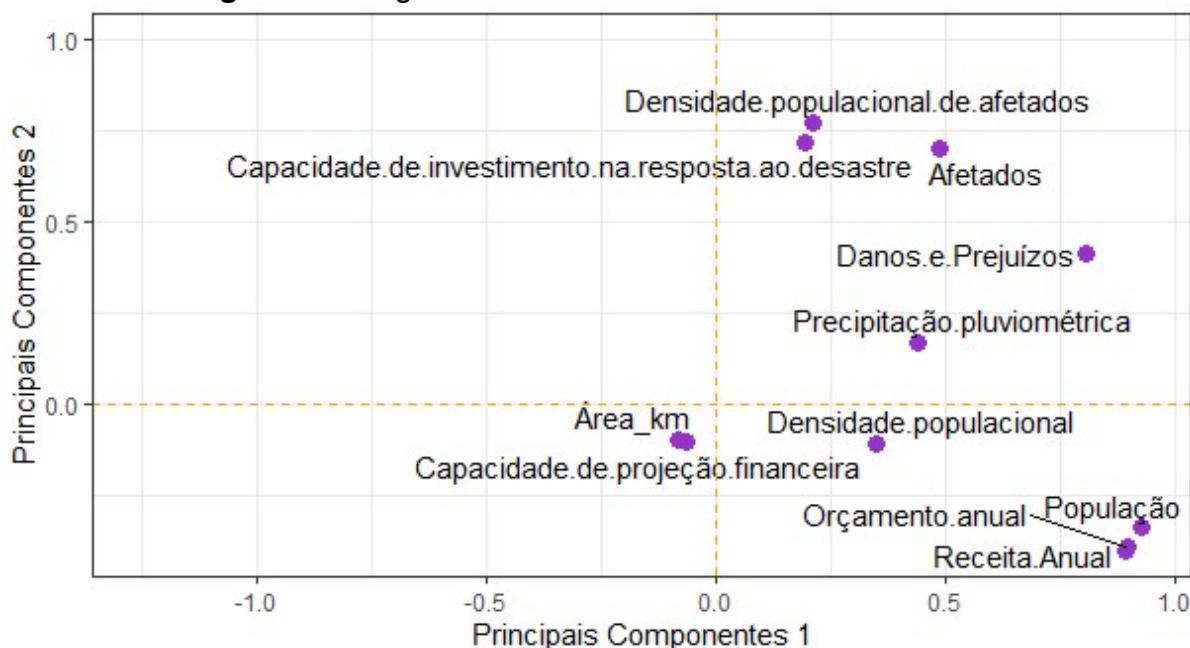 1.0
Densidade.populacional.de.afetados
Capacidade.de.investimento.na.resposta.ao.desastre
Afetados
0.5
Danos.e.Prejuízos
Precipitação.pluviométrica
0.0
Área_km
Densidade.populacional
Capacidade.de.projeção.financeira
Orçamento.anual
População
Receita.Anual
Principais Componentes 2
-1.0 -0.5 0.0 0.5 1.0
Principais Componentes 1